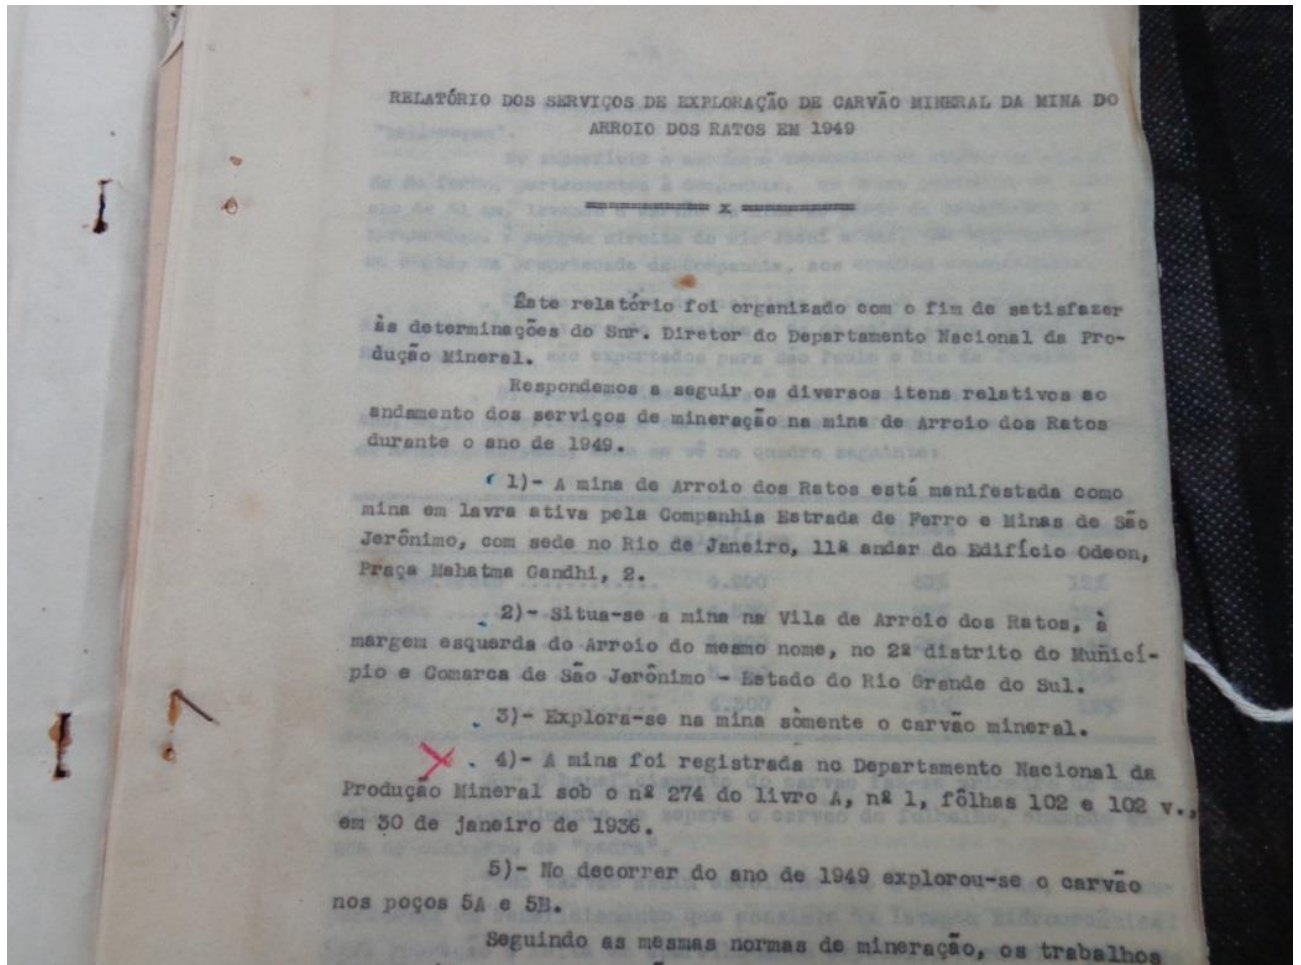 RELATÓRIO DOS SERVIÇOS DE EXPLORAÇÃO DE CARVÃO MINERAL DA MINA DO
ARROIO DOS RATOS EM 1949
========== x ==========
Êste relatório foi organizado com o fim de satisfazer
às determinações do Snr. Diretor do Departamento Nacional da Pro-
dução Mineral.
Respondemos a seguir os diversos itens relativos ao
andamento dos serviços de mineração na mina de Arroio dos Ratos
durante o ano de 1949.
1)- A mina de Arroio dos Ratos está manifestada como
mina em lavra ativa pela Companhia Estrada de Ferro e Minas de São
Jerônimo, com sede no Rio de Janeiro, 11º andar do Edifício Odeon,
Praça Mahatma Gandhi, 2.
2)- Situa-se a mina na Vila de Arroio dos Ratos, à
margem esquerda do Arroio do mesmo nome, no 2º distrito do Municí-
pio e Comarca de São Jerônimo - Estado do Rio Grande do Sul.
3)- Explora-se na mina sòmente o carvão mineral.
4)- A mina foi registrada no Departamento Nacional da
Produção Mineral sob o nº 274 do livro A, nº 1, fôlhas 102 e 102 v.,
em 30 de janeiro de 1936.
5)- No decorrer do ano de 1949 explorou-se o carvão
nos poços 5A e 5B.
Seguindo as mesmas normas de mineração, os trabalhos